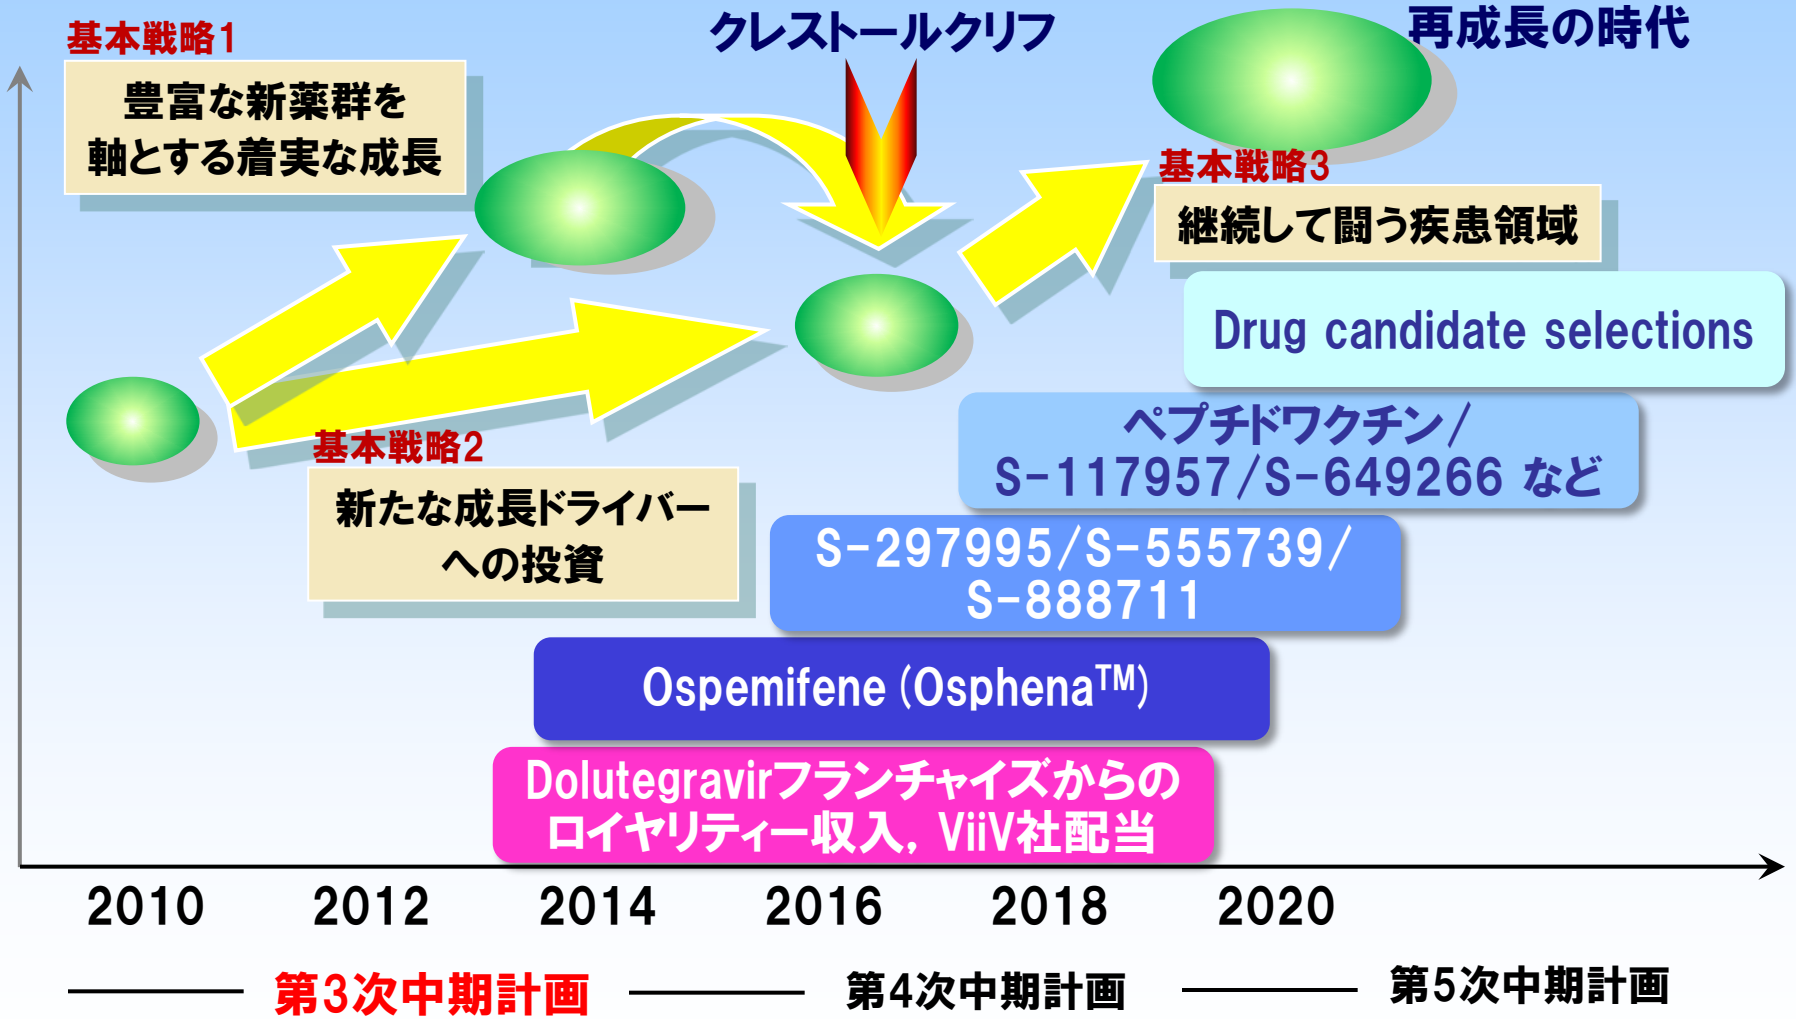 基本戦略1
豊富な新薬群を
軸とする着実な成長
クレストールクリフ
再成長の時代
基本戦略3
継続して闘う疾患領域
Drug candidate selections
基本戦略2
新たな成長ドライバー
への投資
ペプチドワクチン/
S-117957/S-649266 など
S-297995/S-555739/
S-888711
Ospemifene (Osphena™)
Dolutegravirフランチャイズからの
ロイヤリティー収入, ViiV社配当
2010 2012 2014 2016 2018 2020
第3次中期計画 第4次中期計画 第5次中期計画